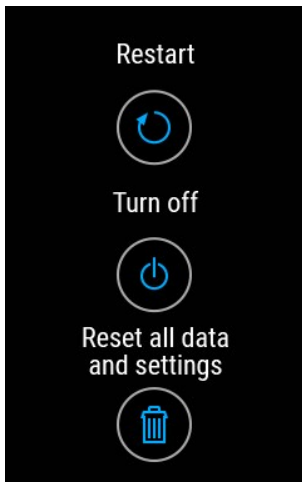 Restart
Turn off
Reset all data
and settings